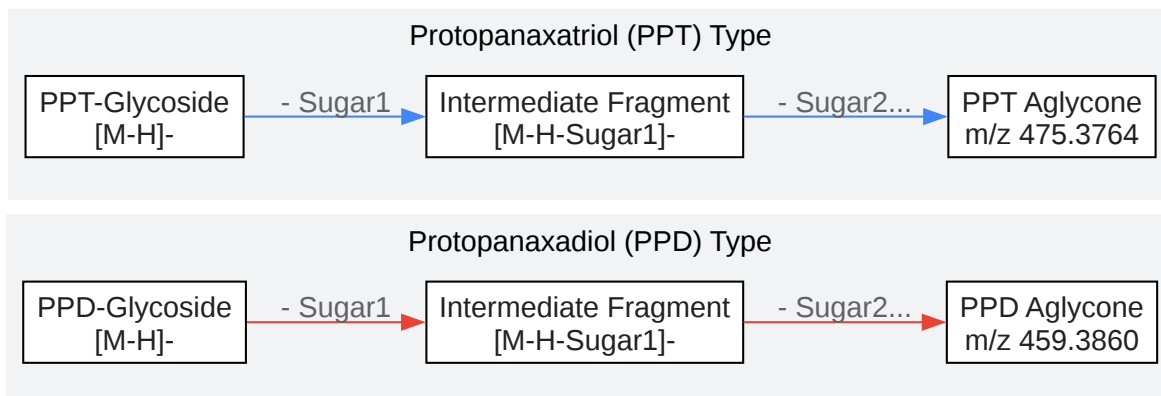 Protopanaxatriol (PPT) Type
PPT-Glycoside
[M-H]-
- Sugar1
Intermediate Fragment
[M-H-Sugar1]-
- Sugar2...
PPT Aglycone
m/z 475.3764
Protopanaxadiol (PPD) Type
PPD-Glycoside
[M-H]-
- Sugar1
Intermediate Fragment
[M-H-Sugar1]-
- Sugar2...
PPD Aglycone
m/z 459.3860